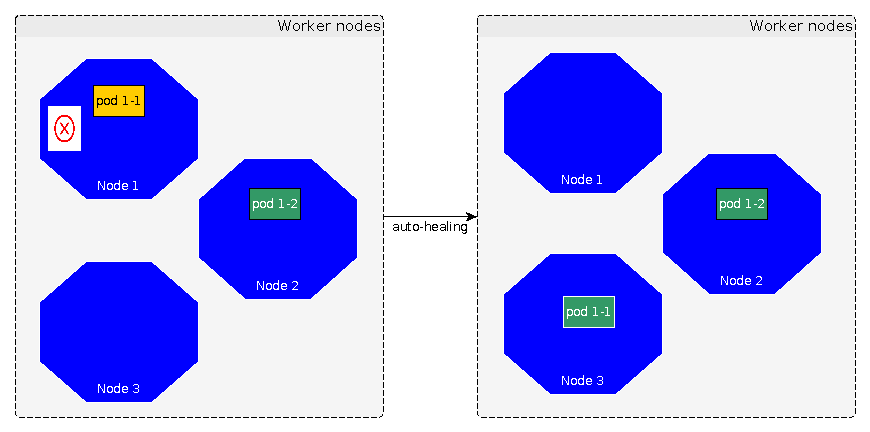 Worker nodes
pod 1-1
X
Node 1
pod 1-2
Node 2
Node 3
auto-healing
Worker nodes
Node 1
pod 1-2
Node 2
pod 1-1
Node 3